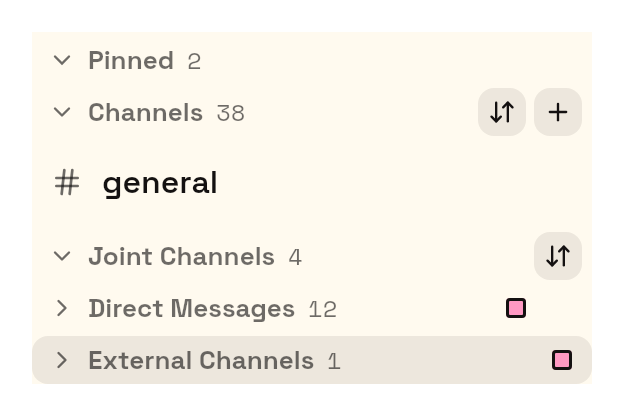 Pinned 2
Channels 38
# general
Joint Channels 4
Direct Messages 12
External Channels 1